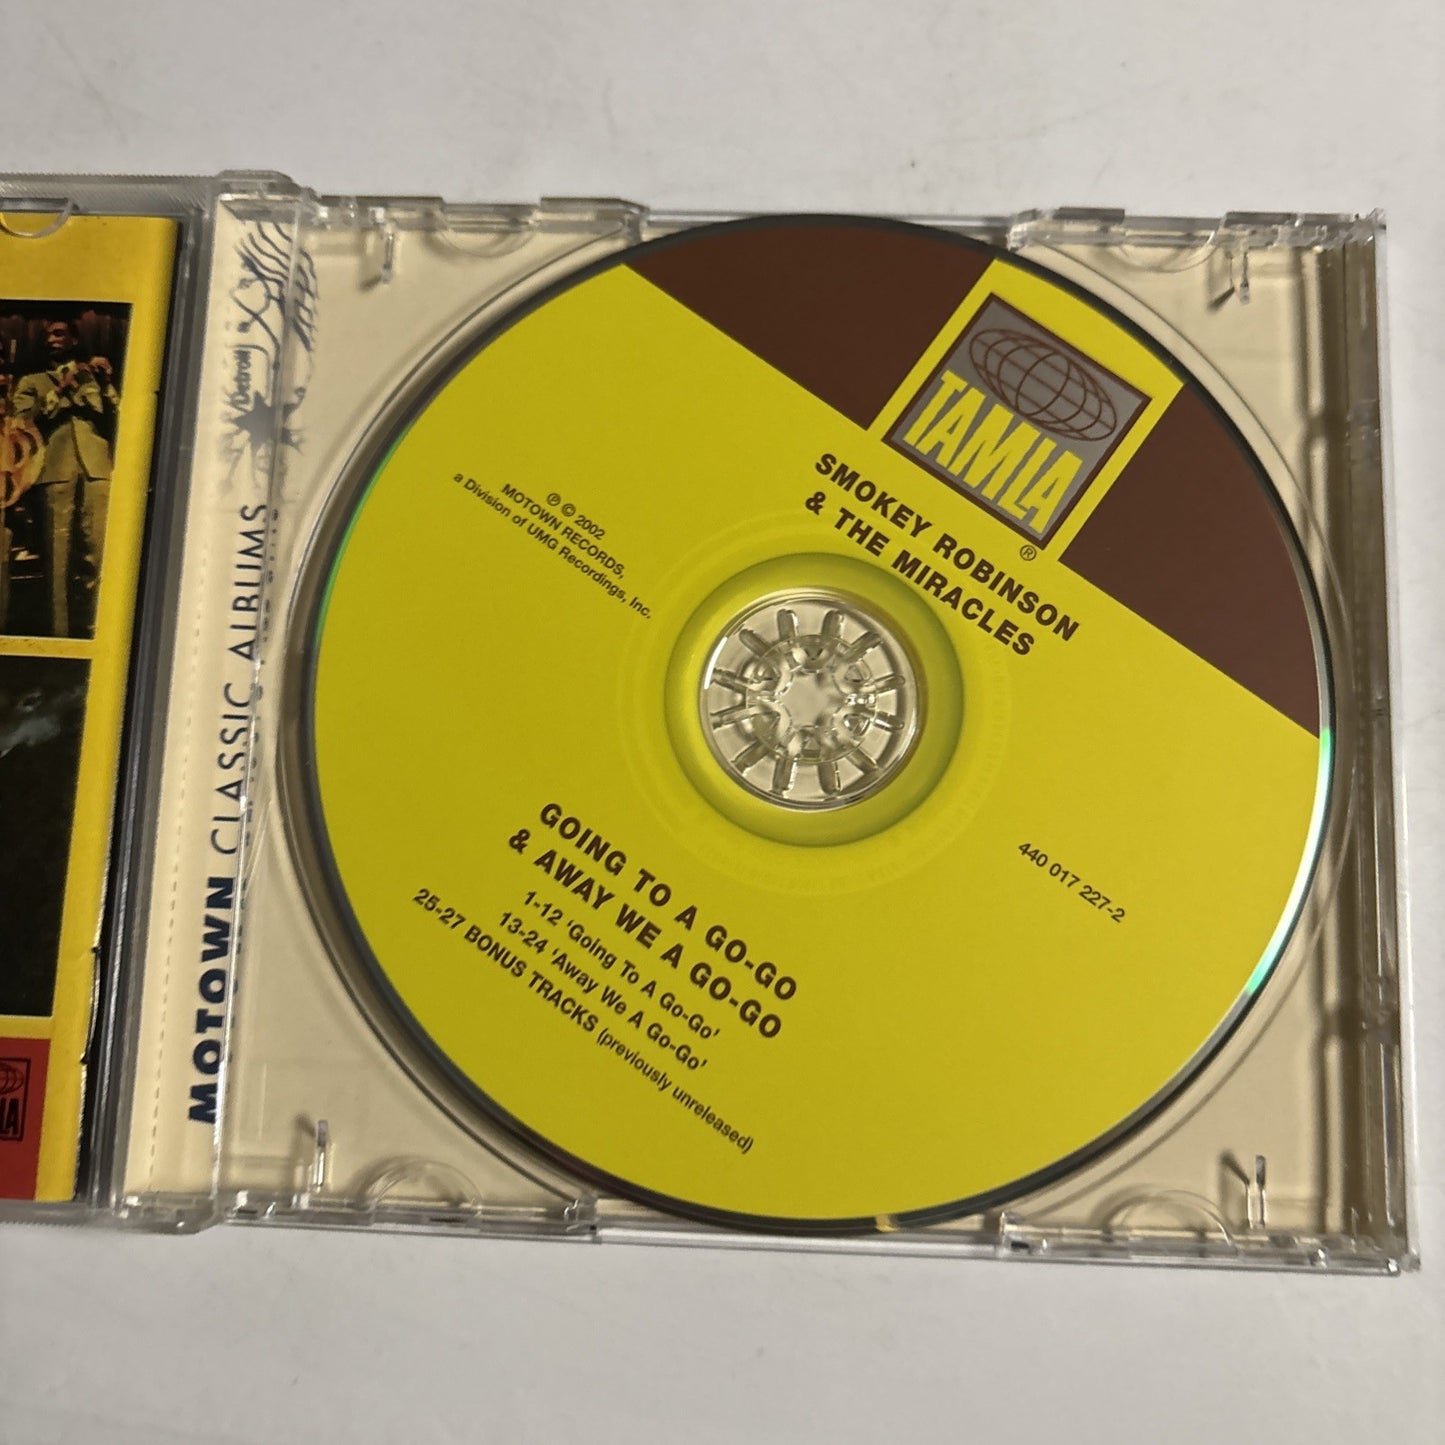 MOTOWN CLASSIC ALBUMS
Detroit
TAMLA
®
SMOKEY ROBINSON
& THE MIRACLES
℗ © 2002
MOTOWN RECORDS,
a Division of UMG Recordings, Inc.
440 017 227-2
GOING TO A GO-GO
& AWAY WE A GO-GO
1-12 'Going To A Go-Go'
13-24 'Away We A Go-Go'
25-27 BONUS TRACKS (previously unreleased)